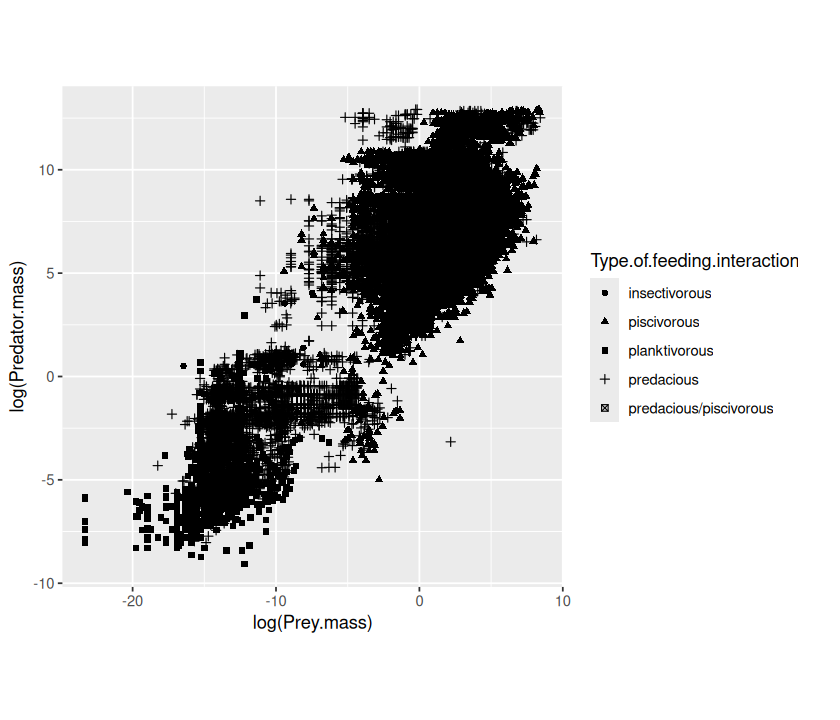 10
5
0
-5
-10
-20
-10
0
10
log(Prey.mass)
log(Predator.mass)
Type.of.feeding.interaction
insectivorous
piscivorous
planktivorous
predacious
predacious/piscivorous